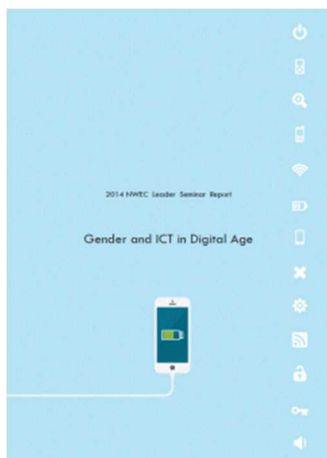 2014 NWEC Leader Seminar Report
Gender and ICT in Digital Age